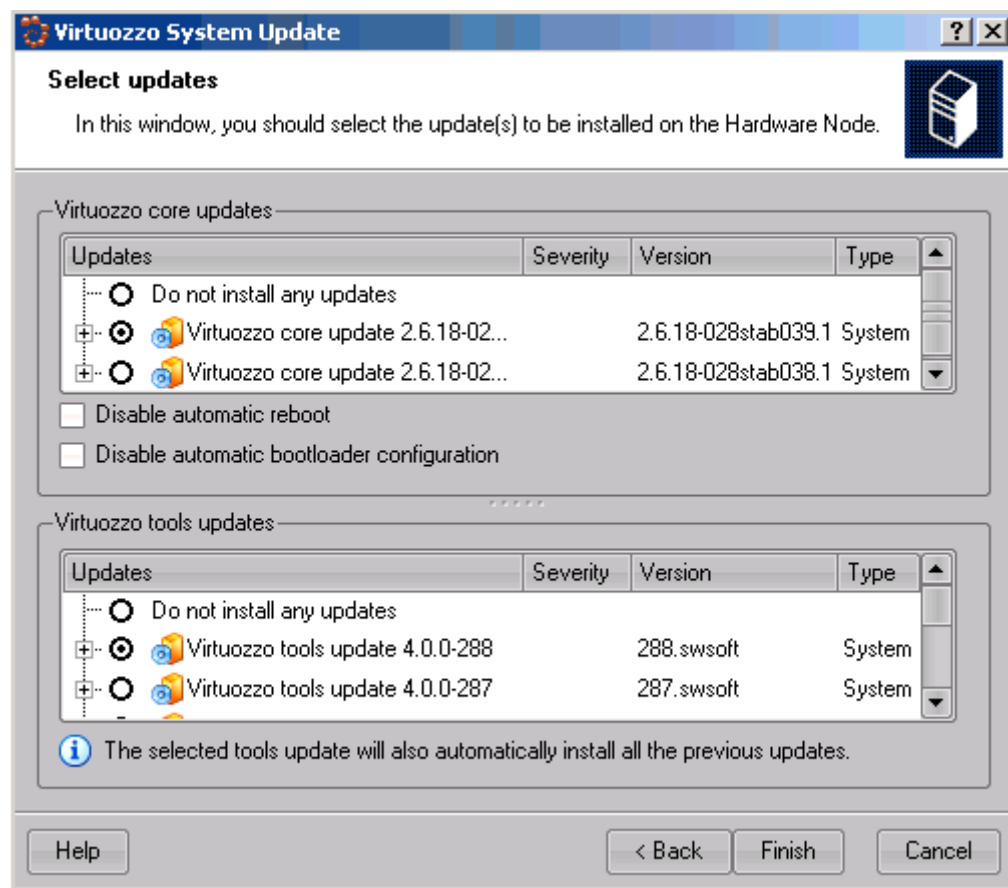 Virtuozzo System Update
Select updates
In this window, you should select the update(s) to be installed on the Hardware Node.
Virtuozzo core updates
Updates Severity Version Type
Do not install any updates
Virtuozzo core update 2.6.18-02... 2.6.18-028stab039.1 System
Virtuozzo core update 2.6.18-02... 2.6.18-028stab038.1 System
Disable automatic reboot
Disable automatic bootloader configuration
Virtuozzo tools updates
Updates Severity Version Type
Do not install any updates
Virtuozzo tools update 4.0.0-288 288.swsoft System
Virtuozzo tools update 4.0.0-287 287.swsoft System
The selected tools update will also automatically install all the previous updates.
Help < Back Finish Cancel